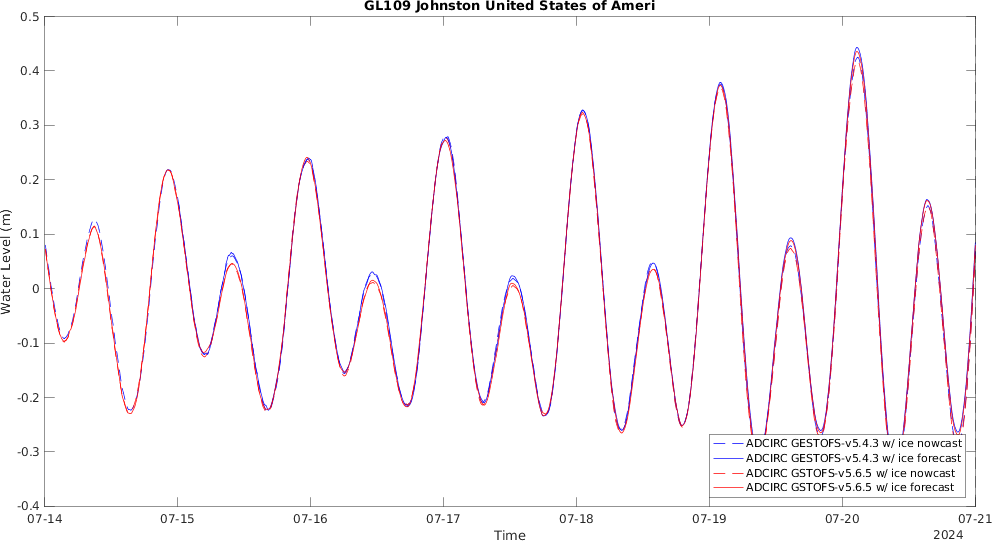 GL109 Johnston United States of Ameri
0.5
0.4
0.3
0.2
0.1
0
-0.1
-0.2
-0.3
-0.4
Water Level (m)
ADCIRC GESTOFS-v5.4.3 w/ ice nowcast
ADCIRC GESTOFS-v5.4.3 w/ ice forecast
ADCIRC GSTOFS-v5.6.5 w/ ice nowcast
ADCIRC GSTOFS-v5.6.5 w/ ice forecast
07-14 07-15 07-16 07-17 07-18 07-19 07-20 07-21
Time
2024